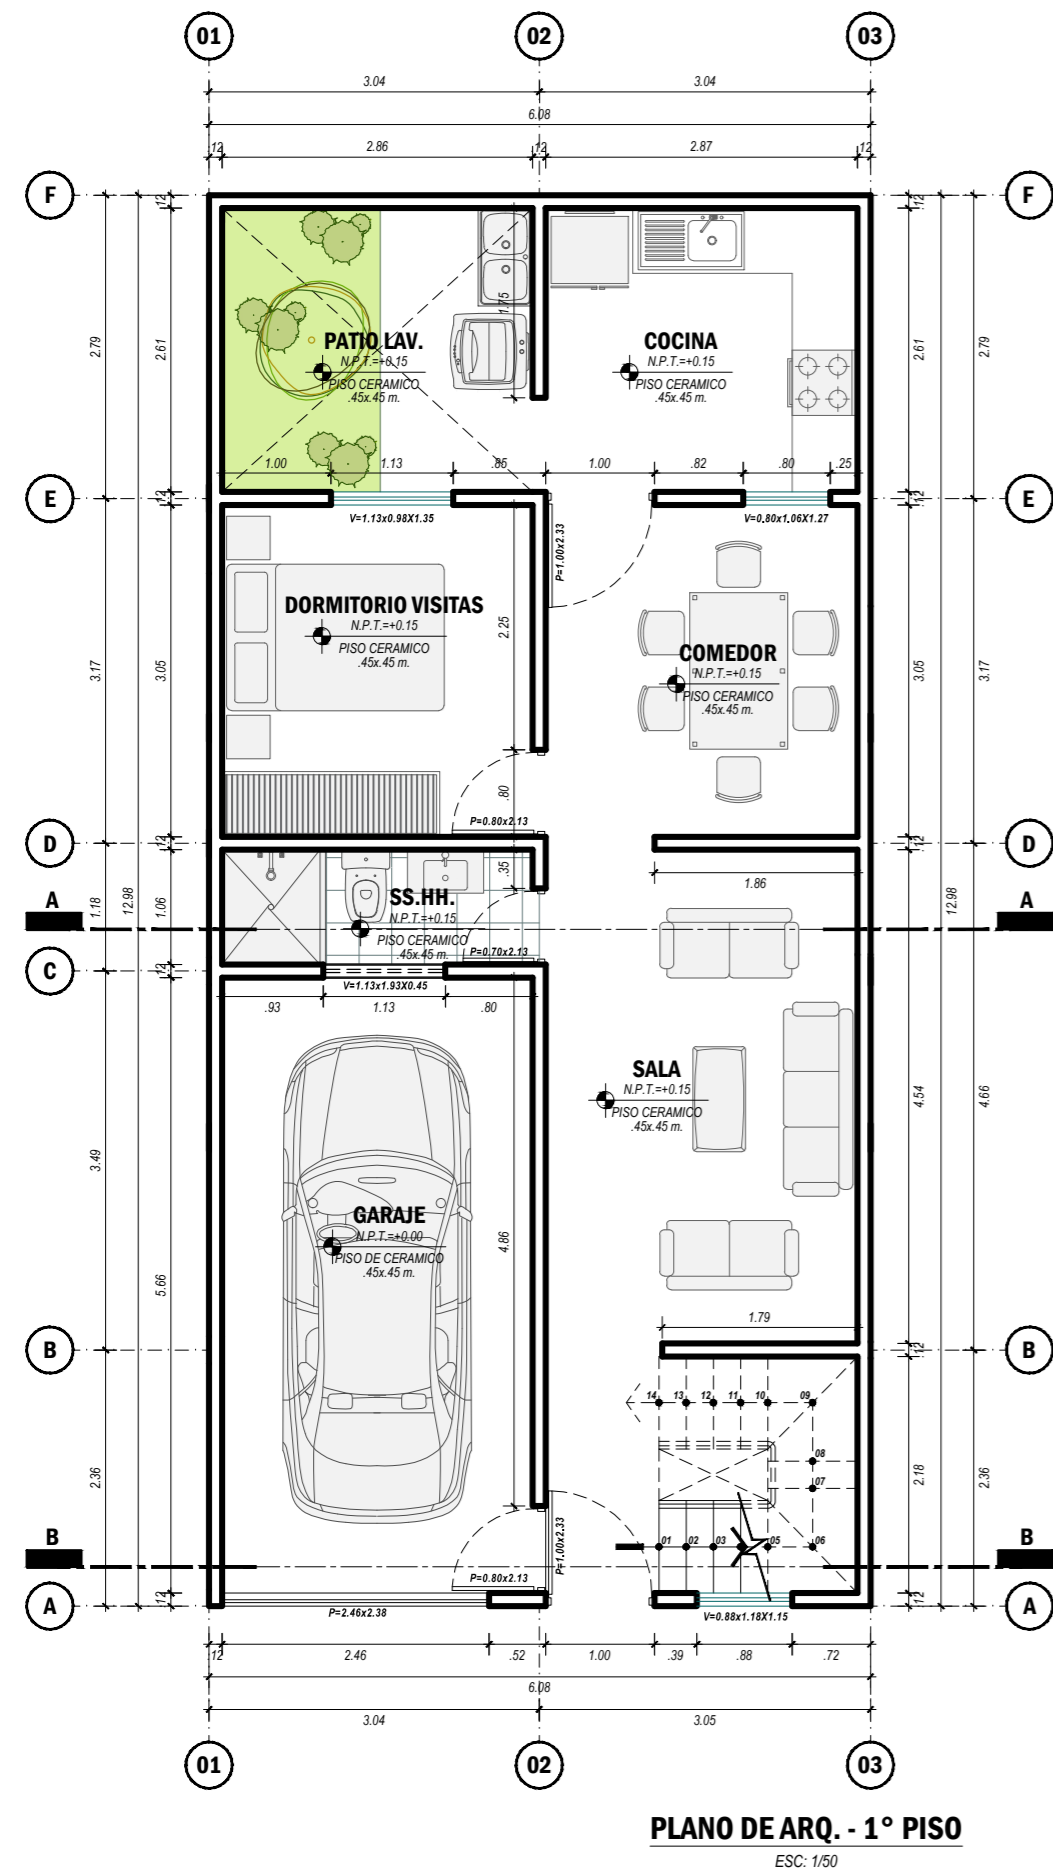 01
02
03
3.04
3.04
6.08
.12
2.86
.12
2.87
.12
F
F
.12
.12
2.79
2.61
2.61
2.79
1.75
PATIO LAV.
N.P.T.=+0.15
PISO CERAMICO
.45x.45 m.
COCINA
N.P.T.=+0.15
PISO CERAMICO
.45x.45 m.
1.00
1.13
.85
1.00
.82
.80
.25
E
E
.12
.12
V=1.13x0.98X1.35
V=0.80x1.06X1.27
P=1.00x2.33
DORMITORIO VISITAS
N.P.T.=+0.15
PISO CERAMICO
.45x.45 m.
2.25
COMEDOR
N.P.T.=+0.15
PISO CERAMICO
.45x.45 m.
3.17
3.05
3.05
3.17
.80
P=0.80x2.13
D
D
.12
.12
.35
1.86
A
A
1.18
12.98
1.06
12.98
SS.HH.
N.P.T.=+0.15
PISO CERAMICO
.45x.45 m.
P=0.70x2.13
C
.12
V=1.13x1.93X0.45
.93
1.13
.80
SALA
N.P.T.=+0.15
PISO CERAMICO
.45x.45 m.
4.54
4.66
3.49
GARAJE
N.P.T.=+0.00
PISO DE CERAMICO
.45x.45 m.
4.86
5.66
1.79
B
B
.12
14
13
12
11
10
09
08
07
2.36
2.18
2.36
01
02
03
05
06
P=1.00x2.33
B
B
P=0.80x2.13
A
A
.12
.12
P=2.46x2.38
V=0.88x1.18X1.15
.12
2.46
.52
1.00
.39
.88
.72
6.08
3.04
3.05
01
02
03
PLANO DE ARQ. - 1° PISO
ESC: 1/50